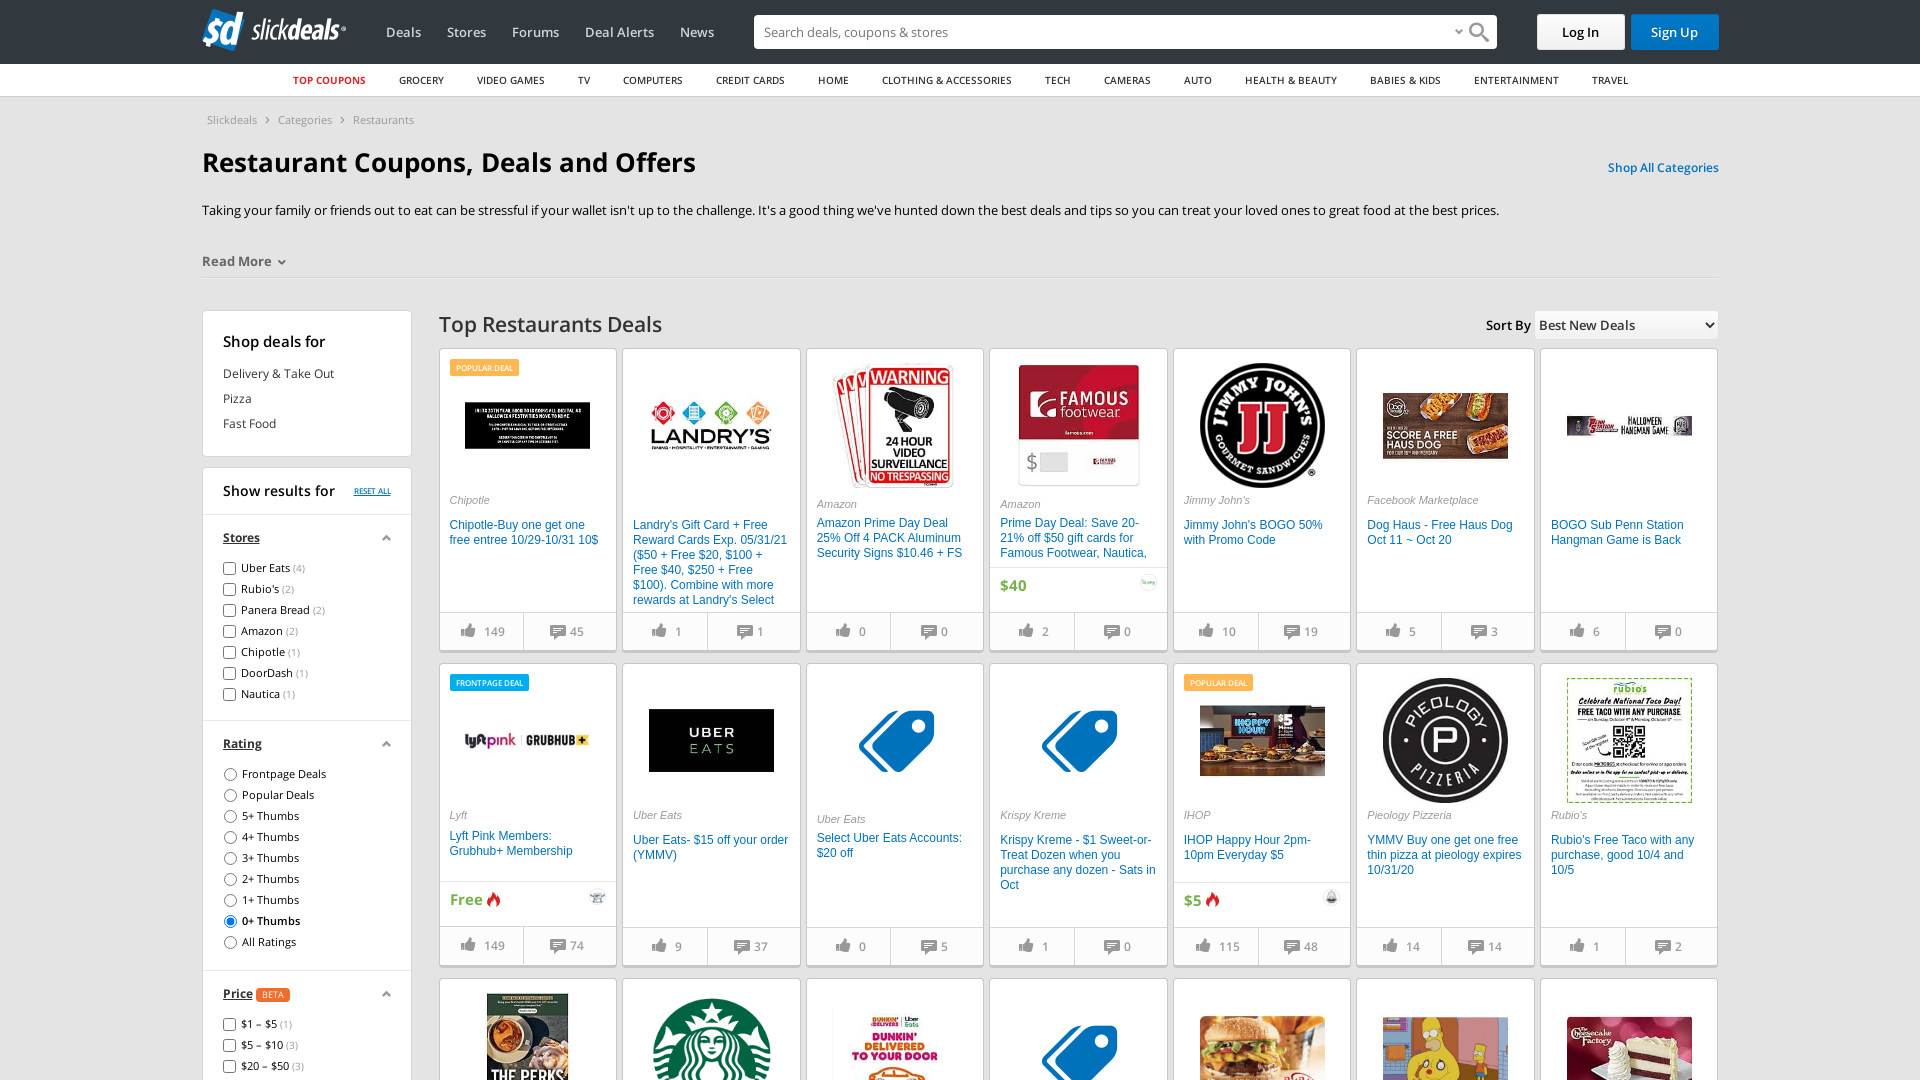 sd slickdeals
Deals
Stores
Forums
Deal Alerts
News
Search deals, coupons & stores
Log In
Sign Up
TOP COUPONS
GROCERY
VIDEO GAMES
TV
COMPUTERS
CREDIT CARDS
HOME
CLOTHING & ACCESSORIES
TECH
CAMERAS
AUTO
HEALTH & BEAUTY
BABIES & KIDS
ENTERTAINMENT
TRAVEL
Slickdeals > Categories > Restaurants
Restaurant Coupons, Deals and Offers
Shop All Categories
Taking your family or friends out to eat can be stressful if your wallet isn't up to the challenge. It's a good thing we've hunted down the best deals and tips so you can treat your loved ones to great food at the best prices.
Read More
Shop deals for
Delivery & Take Out
Pizza
Fast Food
Show results for
RESET ALL
Stores
Uber Eats (4)
Rubio's (2)
Panera Bread (2)
Amazon (2)
Chipotle (1)
DoorDash (1)
Nautica (1)
Rating
Frontpage Deals
Popular Deals
5+ Thumbs
4+ Thumbs
3+ Thumbs
2+ Thumbs
1+ Thumbs
0+ Thumbs
All Ratings
Price BETA
$1 – $5 (1)
$5 – $10 (3)
$20 – $50 (3)
Top Restaurants Deals
Sort By
Best New Deals
POPULAR DEAL
Chipotle
Chipotle-Buy one get one
free entree 10/29-10/31 10$
149
45
LANDRY'S
DINING • HOSPITALITY • ENTERTAINMENT • GAMING
Landry's Gift Card + Free
Reward Cards Exp. 05/31/21
($50 + Free $20, $100 +
Free $40, $250 + Free
$100). Combine with more
rewards at Landry's Select
1
1
WARNING
24 HOUR
VIDEO
SURVEILLANCE
NO TRESPASSING
Amazon
Amazon Prime Day Deal
25% Off 4 PACK Aluminum
Security Signs $10.46 + FS
0
0
FAMOUS
footwear
famous.com
$
Amazon
Prime Day Deal: Save 20-
21% off $50 gift cards for
Famous Footwear, Nautica,
$40
2
0
JIMMY JOHN'S
JJ
GOURMET SANDWICHES
Jimmy John's
Jimmy John's BOGO 50%
with Promo Code
10
19
SCORE A FREE
HAUS DOG
Facebook Marketplace
Dog Haus - Free Haus Dog
Oct 11 ~ Oct 20
5
3
HALLOWEEN
HANGMAN GAME
BOGO Sub Penn Station
Hangman Game is Back
6
0
FRONTPAGE DEAL
lyft pink
GRUBHUB+
Lyft
Lyft Pink Members:
Grubhub+ Membership
Free
149
74
UBER
EATS
Uber Eats
Uber Eats- $15 off your order
(YMMV)
9
37
Uber Eats
Select Uber Eats Accounts:
$20 off
0
5
Krispy Kreme
Krispy Kreme - $1 Sweet-or-
Treat Dozen when you
purchase any dozen - Sats in
Oct
1
0
POPULAR DEAL
IHOPPY
HOUR
$5
IHOP
IHOP Happy Hour 2pm-
10pm Everyday $5
$5
115
48
PIEOLOGY
P
PIZZERIA
Pieology Pizzeria
YMMV Buy one get one free
thin pizza at pieology expires
10/31/20
14
14
rubio's
Celebrate National Taco Day!
FREE TACO WITH ANY PURCHASE
Rubio's
Rubio's Free Taco with any
purchase, good 10/4 and
10/5
1
2
THE PERKS
DUNKIN'
DELIVERS
Uber
Eats
DUNKIN'
DELIVERED
TO YOUR DOOR
The
Cheesecake
Factory